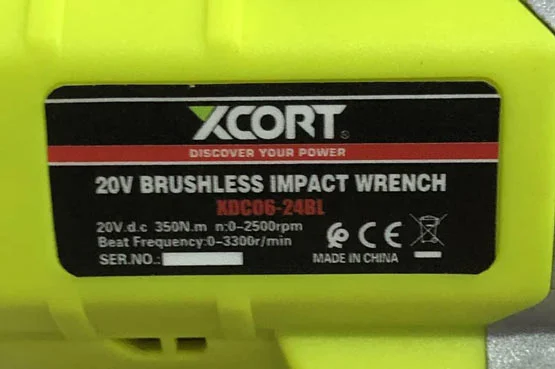 XCORT®
DISCOVER YOUR POWER
20V BRUSHLESS IMPACT WRENCH
XDC06-24BL
20V.d.c 350N.m n:0-2500rpm
Beat Frequency:0-3300r/min
CE
SER.NO.:
MADE IN CHINA